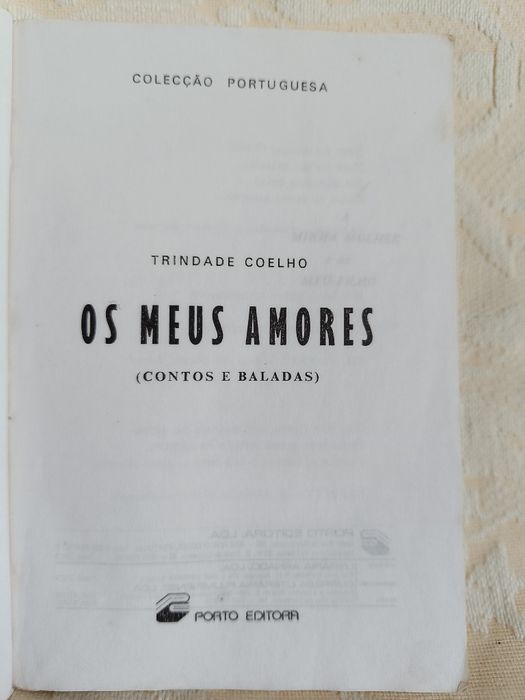 COLECÇÃO PORTUGUESA
TRINDADE COELHO
OS MEUS AMORES
(CONTOS E BALADAS)
PORTO EDITORA